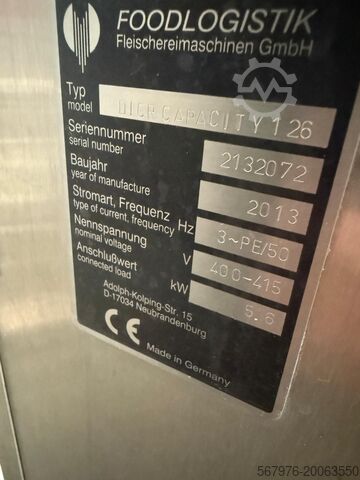 FOODLOGISTIK
Fleischereimaschinen GmbH
Typ
model
DICR CAPACITY 126
Seriennummer
serial number
2132072
Baujahr
year of manufacture
2013
Stromart, Frequenz
type of current, frequency
Hz
3~PE/50
Nennspannung
nominal voltage
V
400-415
Anschlußwert
connected load
kW
5.6
Adolph-Kolping-Str. 15
D-17034 Neubrandenburg
CE
Made in Germany
567976-20063550